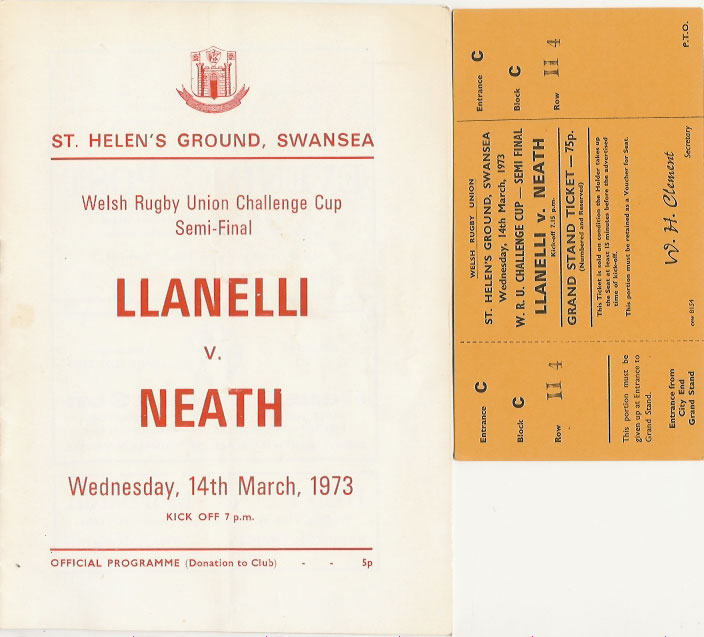 ST. HELEN'S GROUND, SWANSEA
Welsh Rugby Union Challenge Cup
Semi-Final
LLANELLI
v.
NEATH
Wednesday, 14th March, 1973
KICK OFF 7 p.m.
OFFICIAL PROGRAMME (Donation to Club) - - 5p
Entrance C
Block C
Row H 4
P.T.O.
WELSH RUGBY UNION
ST. HELEN'S GROUND, SWANSEA
Wednesday, 14th March, 1973
W. R. U. CHALLENGE CUP — SEMI FINAL
LLANELLI v. NEATH
Kick-off 7.15 p.m.
GRAND STAND TICKET — 75p.
(Numbered and Reserved)
This Ticket is sold on condition the Holder takes up
the Seat at least 15 minutes before the advertised
time of kick-off.
This portion must be retained as a Voucher for Seat.
W. H. Clement
Secretary
8154
Entrance C
Block C
Row H 4
This portion must be
given up at Entrance to
Grand Stand.
Entrance from
City End
Grand Stand